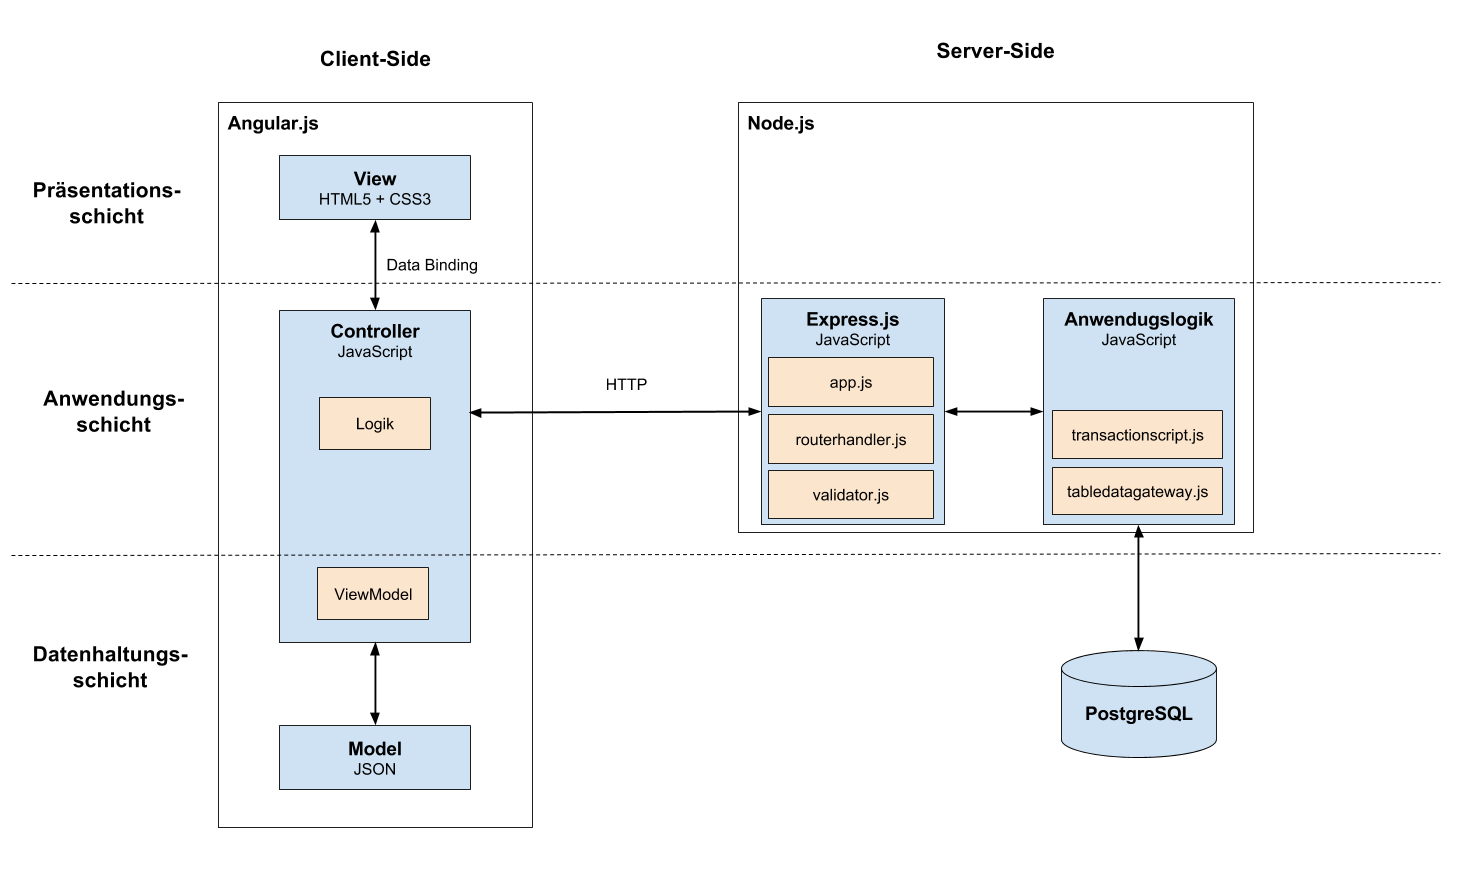 Client-Side
Server-Side
Angular.js
Node.js
Präsentations-
schicht
View
HTML5 + CSS3
Data Binding
Anwendungs-
schicht
Controller
JavaScript
Logik
ViewModel
HTTP
Express.js
JavaScript
app.js
routerhandler.js
validator.js
Anwendugslogik
JavaScript
transactionscript.js
tabledatagateway.js
Datenhaltungs-
schicht
Model
JSON
PostgreSQL